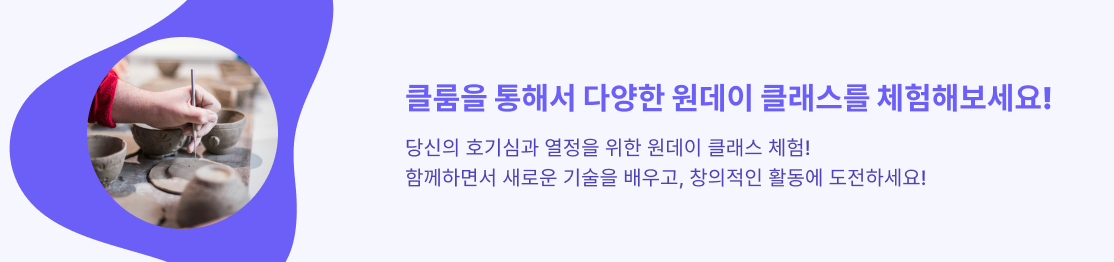 클룸을 통해서 다양한 원데이 클래스를 체험해보세요!
당신의 호기심과 열정을 위한 원데이 클래스 체험!
함께하면서 새로운 기술을 배우고, 창의적인 활동에 도전하세요!